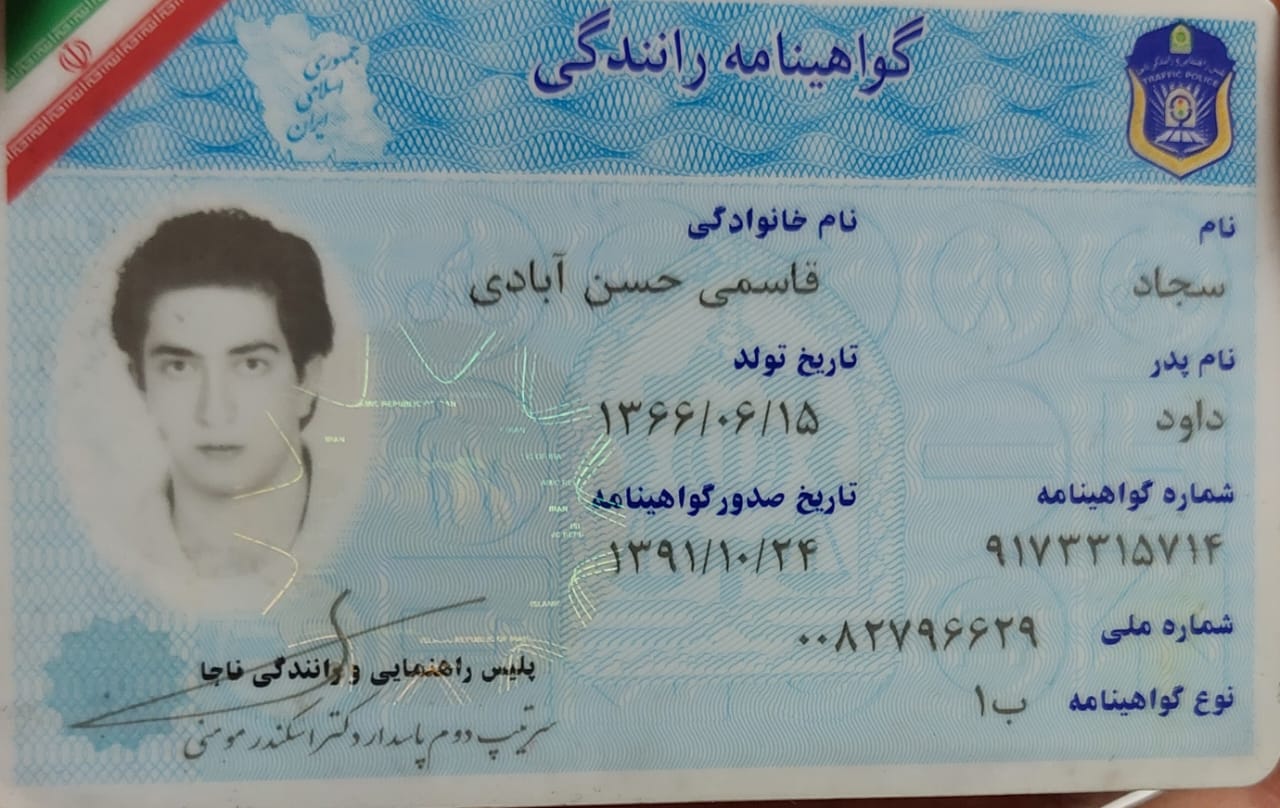 گواهینامه رانندگی
جمهوری
اسلامی
ایران
TRAFFIC POLICE
نام
سجاد
نام خانوادگی
قاسمی حسن آبادی
نام پدر
داود
تاریخ تولد
۱۳۶۶/۰۶/۱۵
شماره گواهینامه
۹۱۷۳۳۱۵۷۱۴
تاریخ صدورگواهینامه
۱۳۹۱/۱۰/۲۴
شماره ملی
۰۰۸۲۷۹۶۶۲۹
نوع گواهینامه
ب۱
پلیس راهنمایی و رانندگی ناجا
سرتیپ دوم پاسدار دکتر اسکندر مومنی